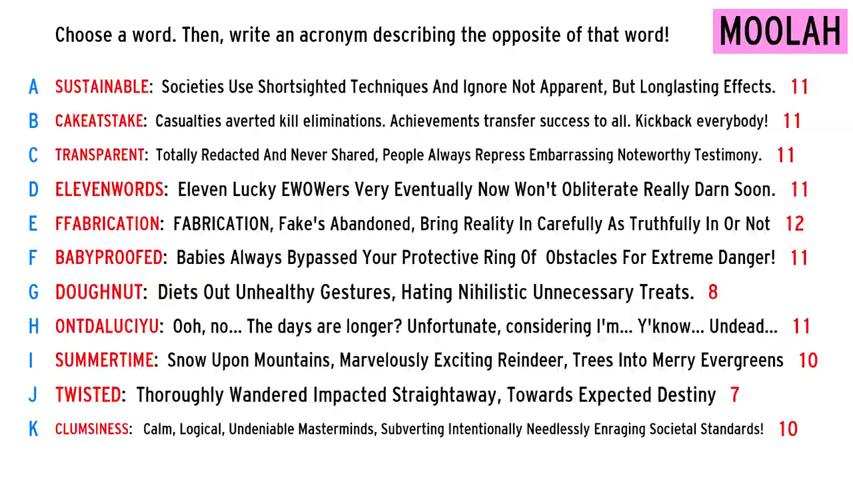 Choose a word. Then, write an acronym describing the opposite of that word!
MOOLAH
A SUSTAINABLE: Societies Use Shortsighted Techniques And Ignore Not Apparent, But Longlasting Effects. 11
B CAKEATSTAKE: Casualties averted kill eliminations. Achievements transfer success to all. Kickback everybody! 11
C TRANSPARENT: Totally Redacted And Never Shared, People Always Repress Embarrassing Noteworthy Testimony. 11
D ELEVENWORDS: Eleven Lucky EWOWers Very Eventually Now Won't Obliterate Really Darn Soon. 11
E FFABRICATION: FABRICATION, Fake's Abandoned, Bring Reality In Carefully As Truthfully In Or Not 12
F BABYPROOFED: Babies Always Bypassed Your Protective Ring Of Obstacles For Extreme Danger! 11
G DOUGHNUT: Diets Out Unhealthy Gestures, Hating Nihilistic Unnecessary Treats. 8
H ONTDALUCIYU: Ooh, no... The days are longer? Unfortunate, considering I'm... Y'know... Undead... 11
I SUMMERTIME: Snow Upon Mountains, Marvelously Exciting Reindeer, Trees Into Merry Evergreens 10
J TWISTED: Thoroughly Wandered Impacted Straightaway, Towards Expected Destiny 7
K CLUMSINESS: Calm, Logical, Undeniable Masterminds, Subverting Intentionally Needlessly Enraging Societal Standards! 10